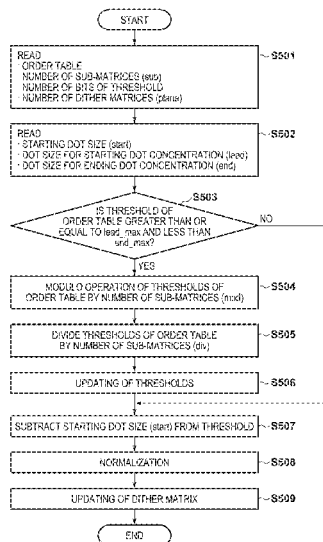 START
READ
· ORDER TABLE
· NUMBER OF SUB-MATRICES (sub)
· NUMBER OF BITS OF THRESHOLD
· NUMBER OF DITHER MATRICES (plane)
S501
READ
· STARTING DOT SIZE (start)
· DOT SIZE FOR STARTING DOT CONCENTRATION (lead)
· DOT SIZE FOR ENDING DOT CONCENTRATION (end)
S502
S503
IS THRESHOLD OF
ORDER TABLE GREATER THAN OR
EQUAL TO lead_max AND LESS THAN
end_max?
NO
YES
MODULO OPERATION OF THRESHOLDS OF
ORDER TABLE BY NUMBER OF SUB-MATRICES (mod)
S504
DIVIDE THRESHOLDS OF ORDER TABLE
BY NUMBER OF SUB-MATRICES (div)
S505
UPDATING OF THRESHOLDS
S506
SUBTRACT STARTING DOT SIZE (start) FROM THRESHOLD
S507
NORMALIZATION
S508
UPDATING OF DITHER MATRIX
S509
END